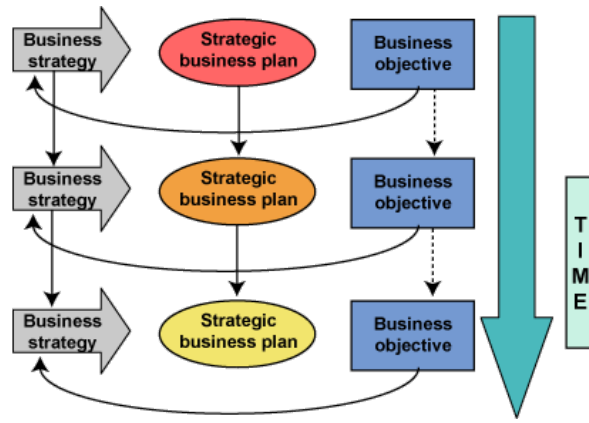 Business
strategy
Strategic
business plan
Business
objective
Business
strategy
Strategic
business plan
Business
objective
Business
strategy
Strategic
business plan
Business
objective
T
I
M
E